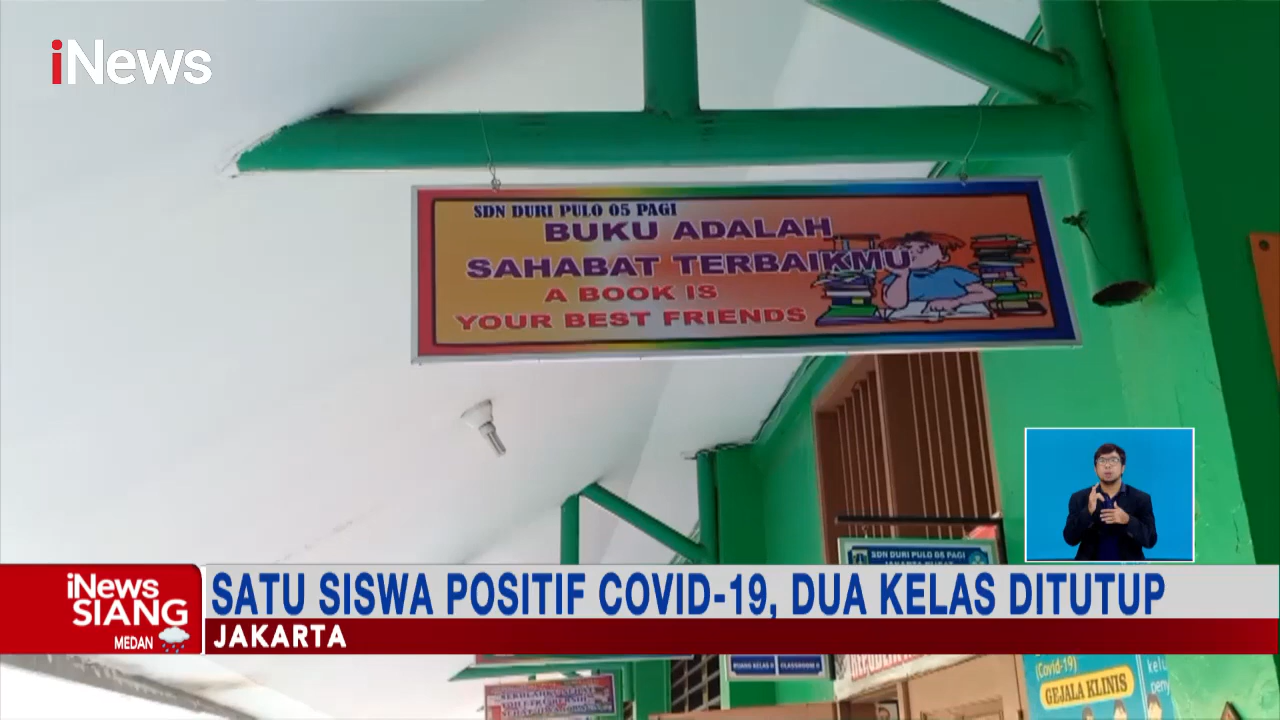 iNews
SDN DURI PULO 05 PAGI
BUKU ADALAH
SAHABAT TERBAIKMU
A BOOK IS
YOUR BEST FRIENDS
SDN DURI PULO 05 PAGI
iNews
SIANG
MEDAN
SATU SISWA POSITIF COVID-19, DUA KELAS DITUTUP
JAKARTA
RUANG KELAS II
CLASSROOM II
(Covid-19)
GEJALA KLINIS